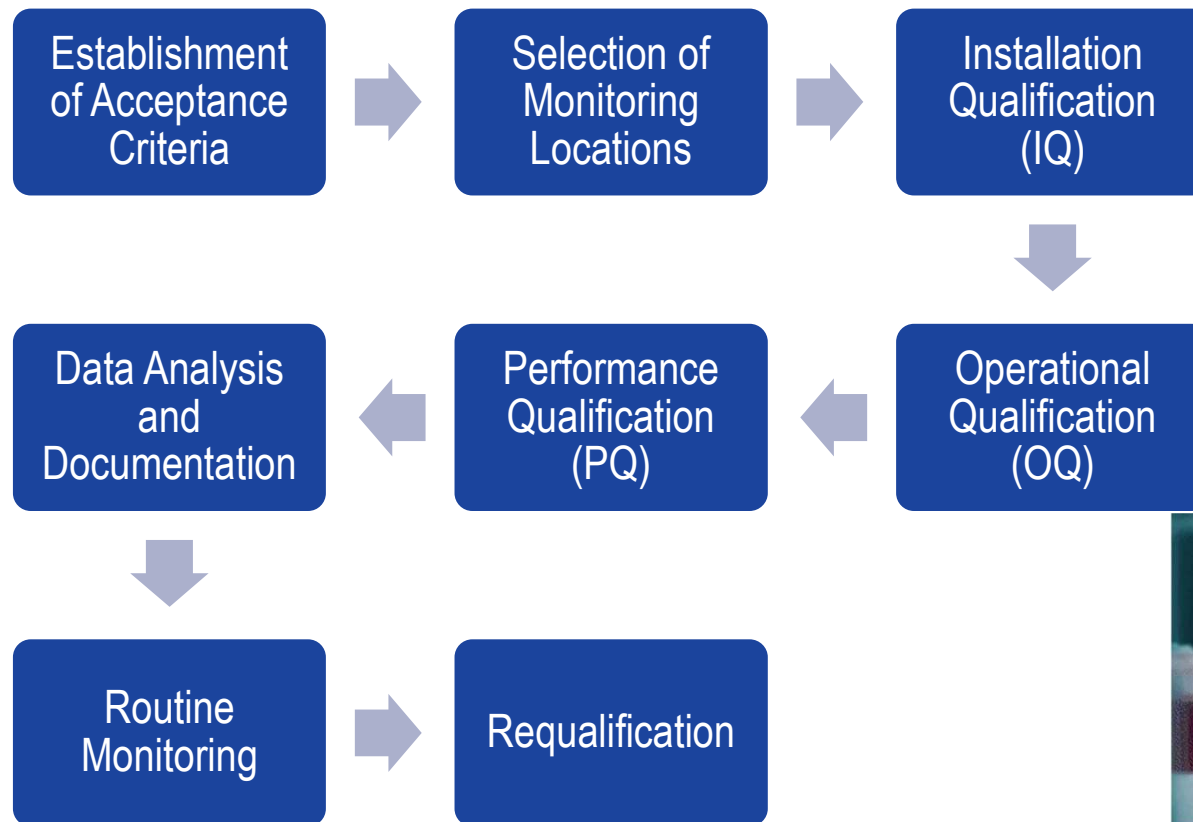 Establishment
of Acceptance
Criteria
Selection of
Monitoring
Locations
Installation
Qualification
(IQ)
Operational
Qualification
(OQ)
Performance
Qualification
(PQ)
Data Analysis
and
Documentation
Routine
Monitoring
Requalification